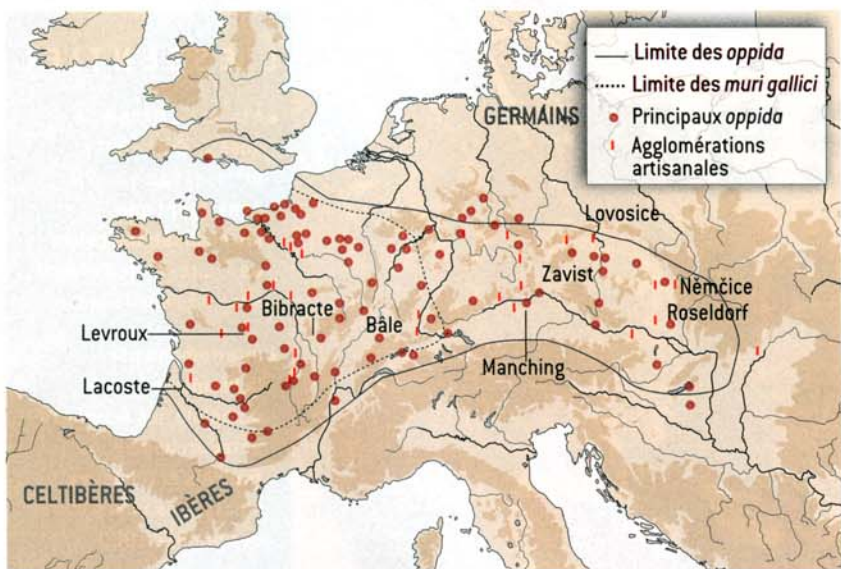 Limite des oppida
Limite des muri gallici
Principaux oppida
Agglomérations
artisanales
GERMAINS
Lovosice
Zavist
Němčice
Roseldorf
Bibracte
Bâle
Levroux
Manching
Lacoste
CELTIBÈRES
IBÈRES